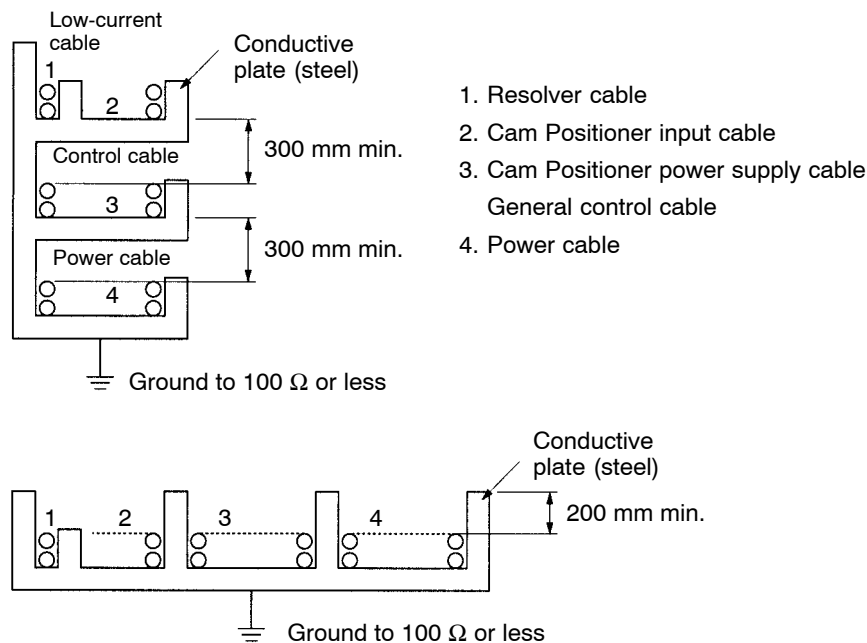 Low-current
cable
1
2
Conductive
plate (steel)
Control cable
3
300 mm min.
Power cable
4
300 mm min.
Ground to 100 Ω or less
1. Resolver cable
2. Cam Positioner input cable
3. Cam Positioner power supply cable
General control cable
4. Power cable
Conductive
plate (steel)
1 2 3 4
200 mm min.
Ground to 100 Ω or less